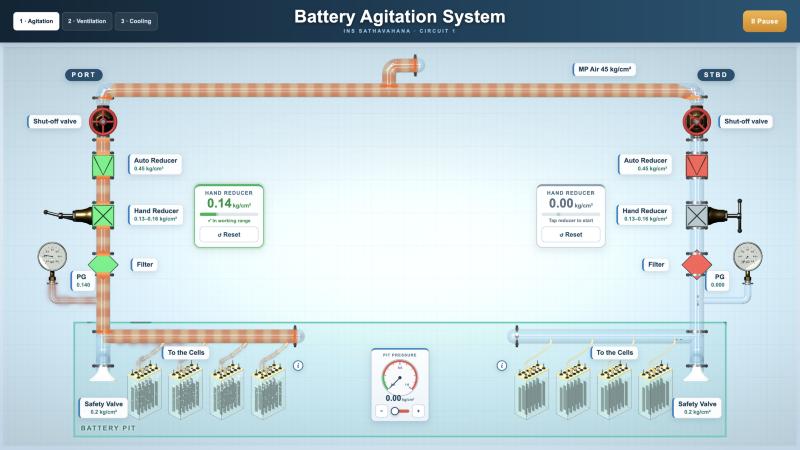 1 · Agitation
2 · Ventilation
3 · Cooling
Battery Agitation System
INS SATHAVAHANA · CIRCUIT 1
II Pause
PORT
MP Air 45 kg/cm²
STBD
Shut-off valve
Shut-off valve
Auto Reducer
0.45 kg/cm²
Auto Reducer
0.45 kg/cm²
HAND REDUCER
0.14 kg/cm²
✓ In working range
↺ Reset
HAND REDUCER
0.00 kg/cm²
Tap reducer to start
↺ Reset
Hand Reducer
0.13–0.16 kg/cm²
Hand Reducer
0.13–0.16 kg/cm²
Filter
Filter
PG
0.140
PG
0.000
To the Cells
To the Cells
i
i
PIT PRESSURE
0.00 kg/cm²
−
+
Safety Valve
0.2 kg/cm²
Safety Valve
0.2 kg/cm²
BATTERY PIT